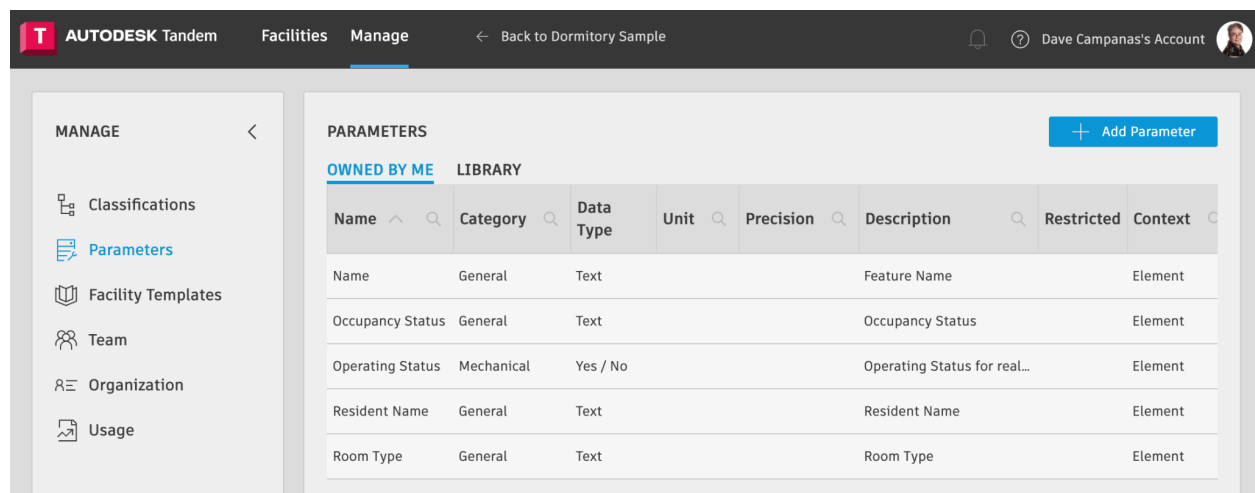 T AUTODESK Tandem Facilities Manage ← Back to Dormitory Sample ? Dave Campanas's Account
MANAGE
Classifications
Parameters
Facility Templates
Team
Organization
Usage
PARAMETERS
+ Add Parameter
OWNED BY ME LIBRARY
Name Category Data Type Unit Precision Description Restricted Context
Name General Text Feature Name Element
Occupancy Status General Text Occupancy Status Element
Operating Status Mechanical Yes / No Operating Status for real... Element
Resident Name General Text Resident Name Element
Room Type General Text Room Type Element